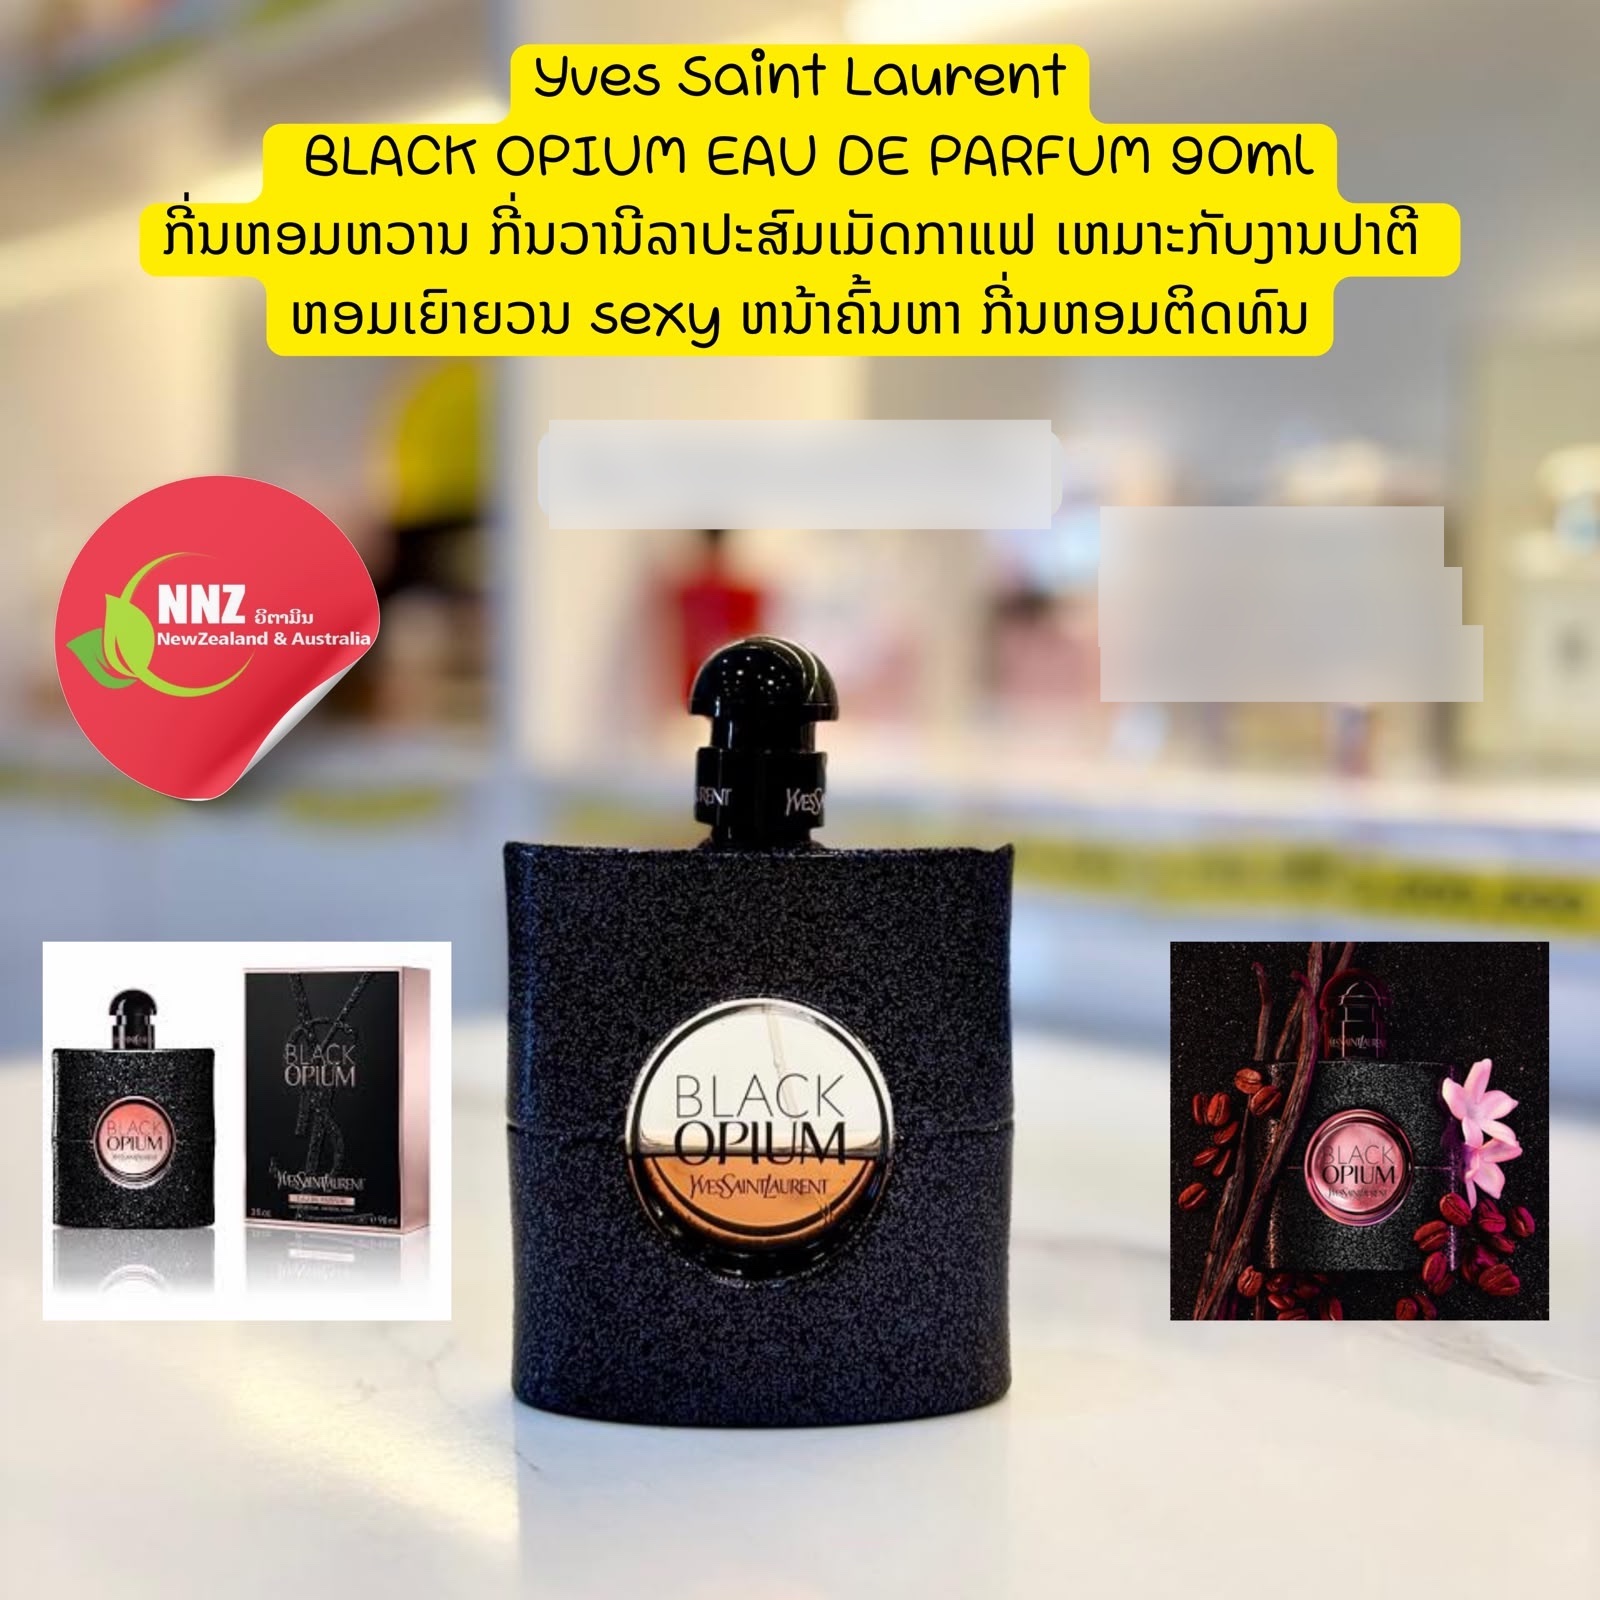 Yves Saint Laurent
BLACK OPIUM EAU DE PARFUM 90ml
ກິ່ນຫອມຫວານ ກິ່ນວານີລາປະສົມເມັດກາແຟ ເຫມາະກັບງານປາຕີ
ຫອມເຍົາຍວນ sexy ຫນ້າຄົ້ນຫາ ກິ່ນຫອມຕິດທົນ
NNZ ວິຕາມິນ
NewZealand & Australia
RENT YVES
BLACK
OPIUM
YVESSAINTLAURENT
BLACK
OPIUM
YVESSAINTLAURENT
BLACK
OPIUM
YVESSAINTLAURENT
90 ml
BLACK
OPIUM
YVESSAINTLAURENT